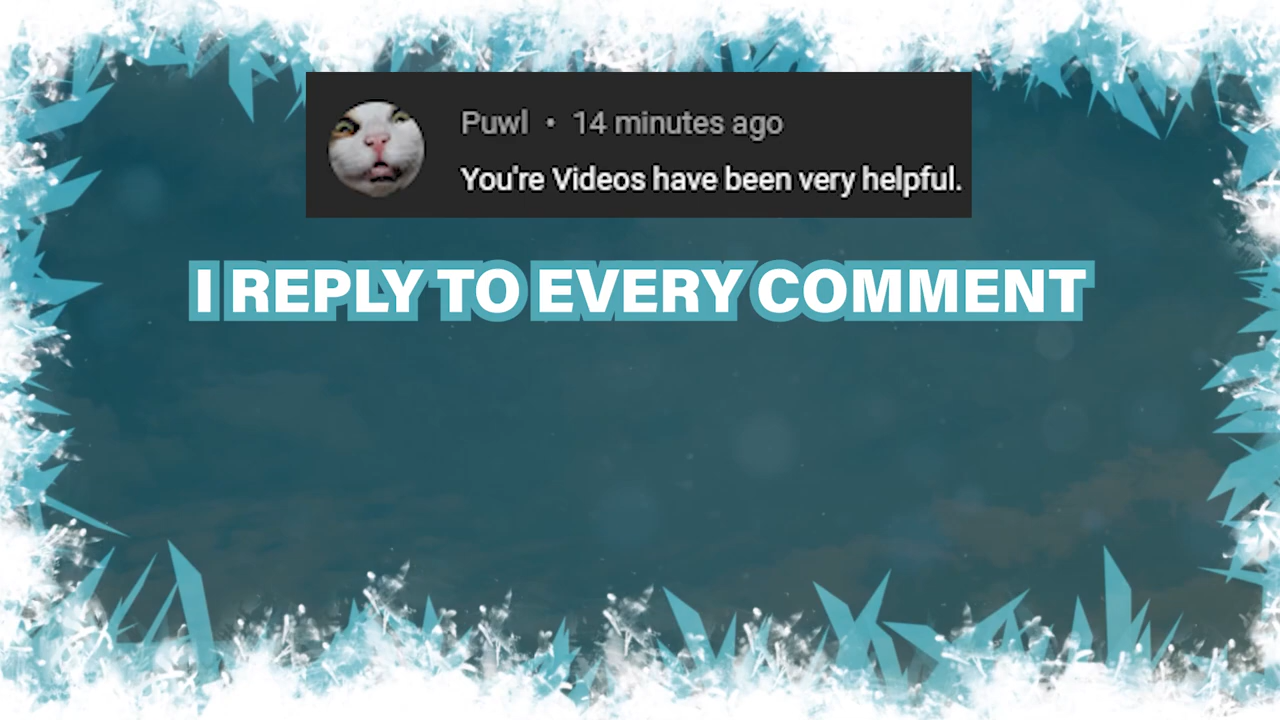 Puwl • 14 minutes ago
You're Videos have been very helpful.
I REPLY TO EVERY COMMENT